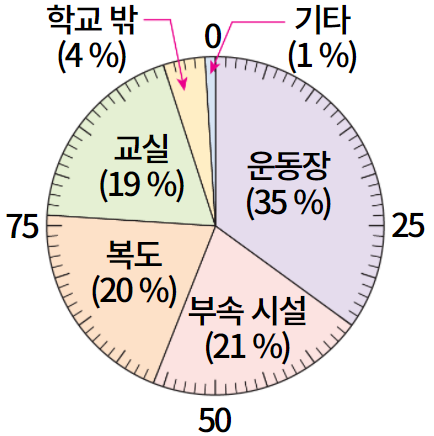 학교 밖
(4 %)
0
기타
(1 %)
교실
(19 %)
운동장
(35 %)
75
25
복도
(20 %)
부속 시설
(21 %)
50